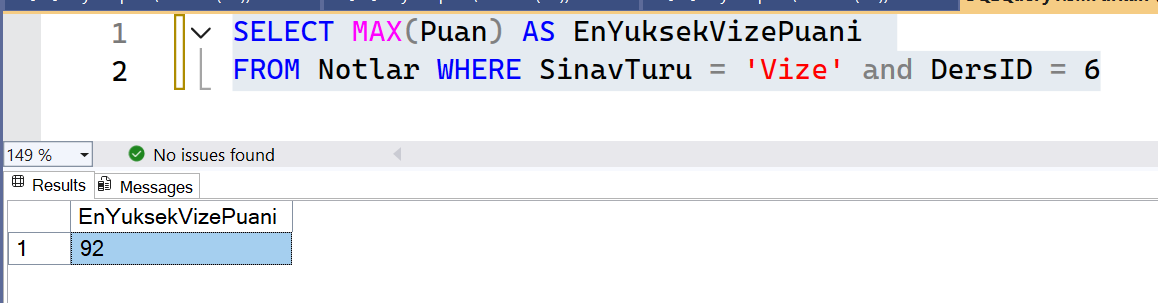 1 SELECT MAX(Puan) AS EnYuksekVizePuani
2 FROM Notlar WHERE SinavTuru = 'Vize' and DersID = 6
149 % No issues found
Results Messages
EnYuksekVizePuani
1 92